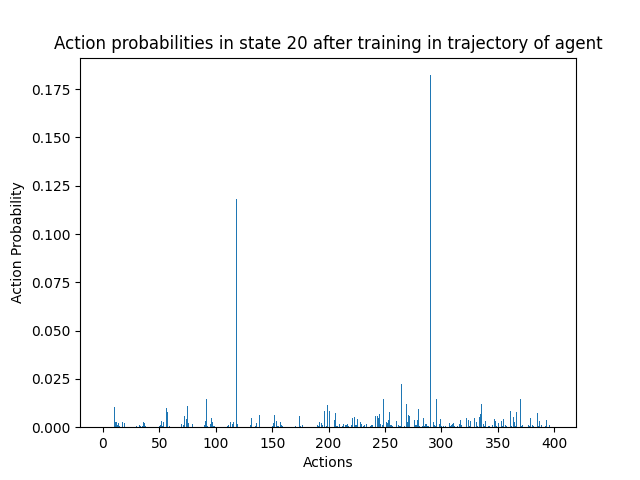 Action probabilities in state 20 after training in trajectory of agent
0.175
0.150
0.125
0.100
0.075
0.050
0.025
0.000
Action Probability
0 50 100 150 200 250 300 350 400
Actions